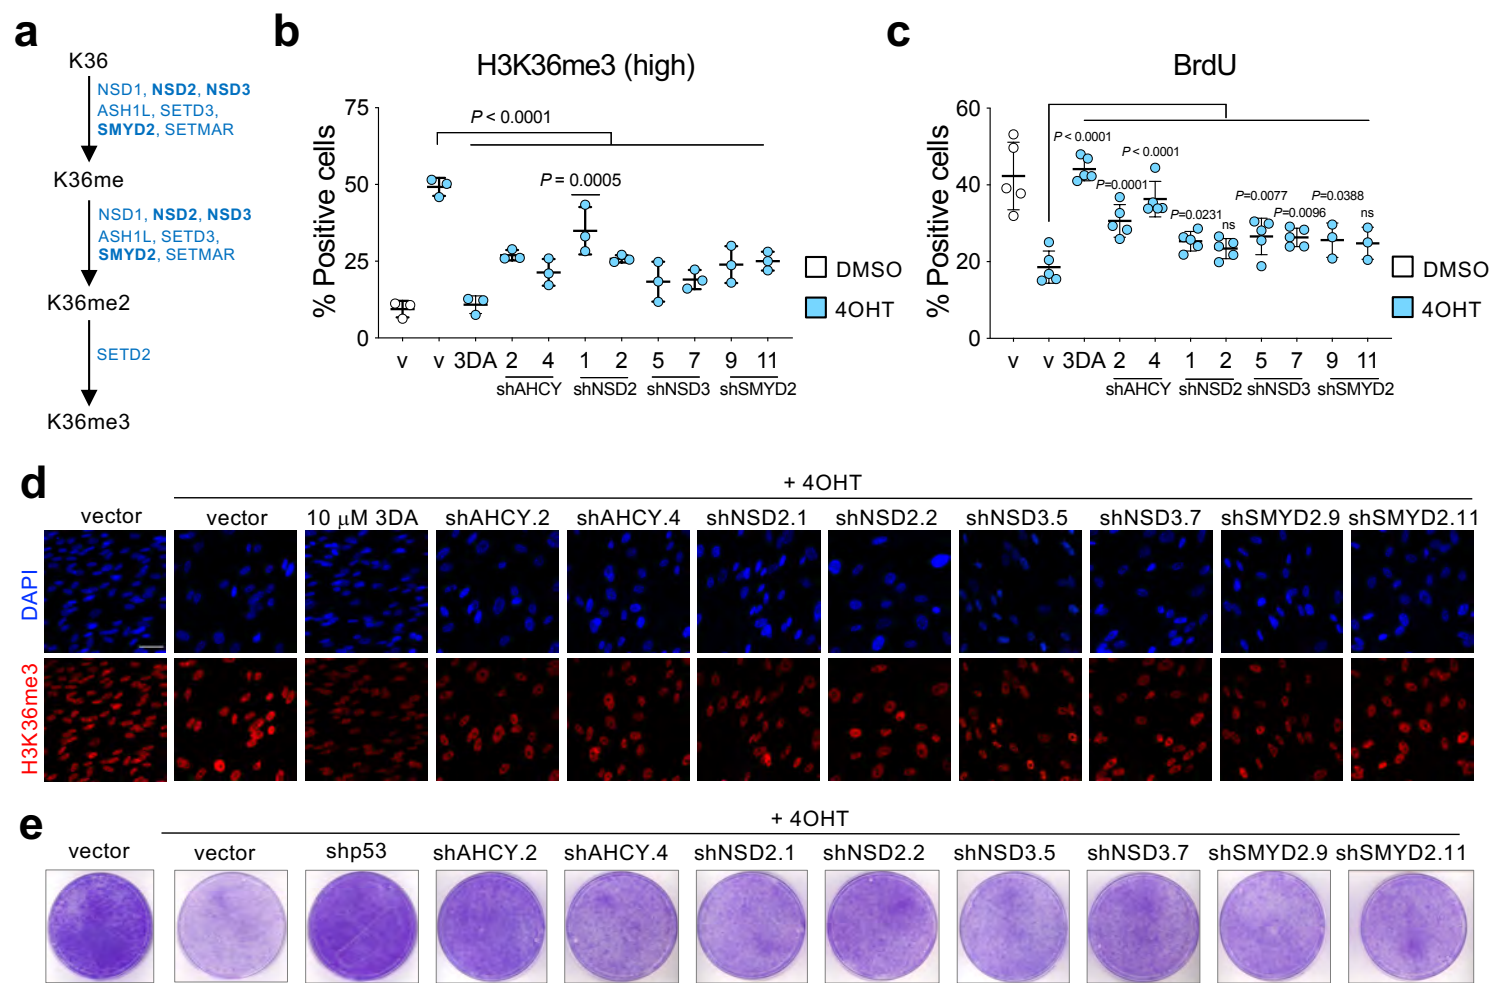 a
K36
NSD1, NSD2, NSD3
ASH1L, SETD3,
SMYD2, SETMAR
K36me
NSD1, NSD2, NSD3
ASH1L, SETD3,
SMYD2, SETMAR
K36me2
SETD2
K36me3
b
H3K36me3 (high)
% Positive cells
75
50
25
0
P < 0.0001
P = 0.0005
v v 3DA 2 4 1 2 5 7 9 11
shAHCY shNSD2 shNSD3 shSMYD2
DMSO
4OHT
c
BrdU
% Positive cells
60
40
20
0
P < 0.0001
P < 0.0001
P=0.0001
P=0.0231
ns
P=0.0077
P=0.0096
P=0.0388
ns
v v 3DA 2 4 1 2 5 7 9 11
shAHCY shNSD2 shNSD3 shSMYD2
DMSO
4OHT
d
+ 4OHT
vector vector 10 μM 3DA shAHCY.2 shAHCY.4 shNSD2.1 shNSD2.2 shNSD3.5 shNSD3.7 shSMYD2.9 shSMYD2.11
DAPI
H3K36me3
e
+ 4OHT
vector vector shp53 shAHCY.2 shAHCY.4 shNSD2.1 shNSD2.2 shNSD3.5 shNSD3.7 shSMYD2.9 shSMYD2.11